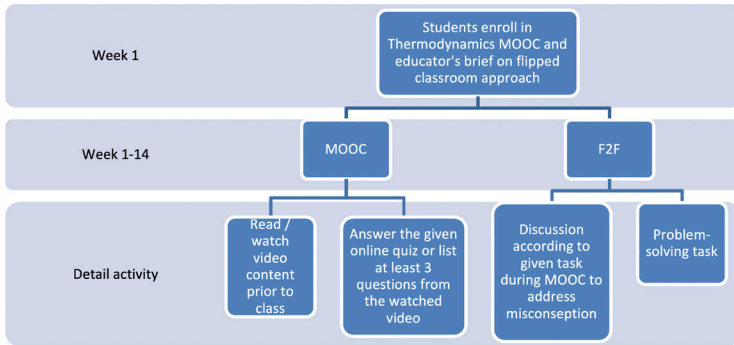 Week 1
Students enroll in
Thermodynamics MOOC and
educator's brief on flipped
classroom approach
Week 1-14
MOOC
F2F
Detail activity
Read /
watch
video
content
prior to
class
Answer the given
online quiz or list
at least 3
questions from
the watched
video
Discussion
according to
given task
during MOOC to
address
misconseption
Problem-
solving task